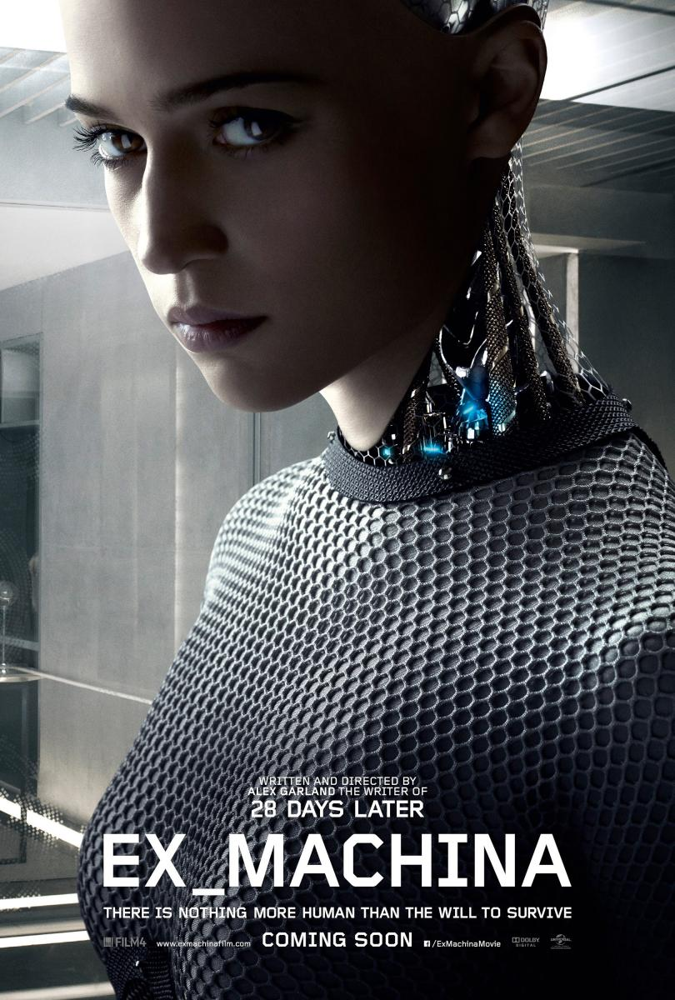 WRITTEN AND DIRECTED BY
ALEX GARLAND THE WRITER OF
28 DAYS LATER
EX_MACHINA
THERE IS NOTHING MORE HUMAN THAN THE WILL TO SURVIVE
FILM4 www.exmachinafilm.com COMING SOON f/ExMachinaMovie DOLBY DIGITAL UNIVERSAL